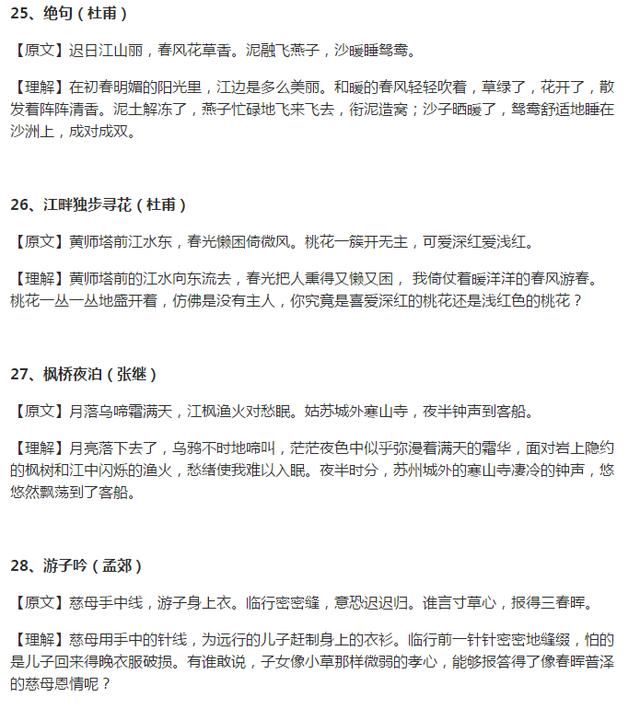 25、绝句（杜甫）
【原文】迟日江山丽，春风花草香。泥融飞燕子，沙暖睡鸳鸯。
【理解】在初春明媚的阳光里，江边是多么美丽。和暖的春风轻轻吹着，草绿了，花开了，散
发着阵阵清香。泥土解冻了，燕子忙碌地飞来飞去，衔泥造窝；沙子晒暖了，鸳鸯舒适地睡在
沙洲上，成对成双。
26、江畔独步寻花（杜甫）
【原文】黄师塔前江水东，春光懒困倚微风。桃花一簇开无主，可爱深红爱浅红。
【理解】黄师塔前的江水向东流去，春光把人熏得又懒又困， 我倚仗着暖洋洋的春风游春。
桃花一丛一丛地盛开着，仿佛是没有主人，你究竟是喜爱深红的桃花还是浅红色的桃花？
27、枫桥夜泊（张继）
【原文】月落乌啼霜满天，江枫渔火对愁眠。姑苏城外寒山寺，夜半钟声到客船。
【理解】月亮落下去了，乌鸦不时地啼叫，茫茫夜色中似乎弥漫着满天的霜华，面对岩上隐约
的枫树和江中闪烁的渔火，愁绪使我难以入眠。夜半时分，苏州城外的寒山寺凄冷的钟声，悠
悠然飘荡到了客船。
28、游子吟（孟郊）
【原文】慈母手中线，游子身上衣。临行密密缝，意恐迟迟归。谁言寸草心，报得三春晖。
【理解】慈母用手中的针线，为远行的儿子赶制身上的衣衫。临行前一针针密密地缝缀，怕的
是儿子回来得晚衣服破损。有谁敢说，子女像小草那样微弱的孝心，能够报答得了像春晖普泽
的慈母恩情呢？